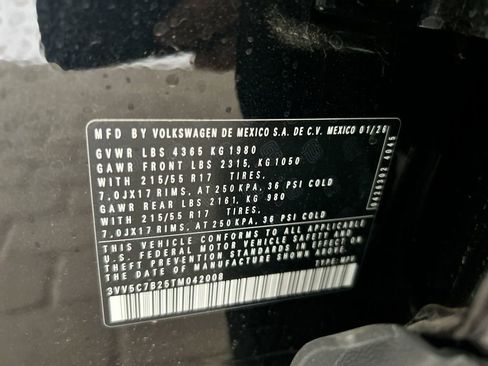 MFD BY VOLKSWAGEN DE MEXICO S.A. DE C.V. MEXICO 01/26
GVWR LBS 4365 KG 1980
GAWR FRONT LBS 2315, KG 1050
WITH 215/55 R17 TIRES,
7,0JX17 RIMS, AT 250 KPA, 36 PSI COLD
GAWR REAR LBS 2161, KG 980
WITH 215/55 R17 TIRES,
7,0JX17 RIMS, AT 250 KPA, 36 PSI COLD
THIS VEHICLE CONFORMS TO ALL APPLICABLE
U.S. FEDERAL MOTOR VEHICLE SAFETY AND
THEFT PREVENTION STANDARDS IN EFFECT ON
THE DATE OF MANUFACTURE SHOWN ABOVE.
3VV5C7B25TM042008
TYPE: MPV